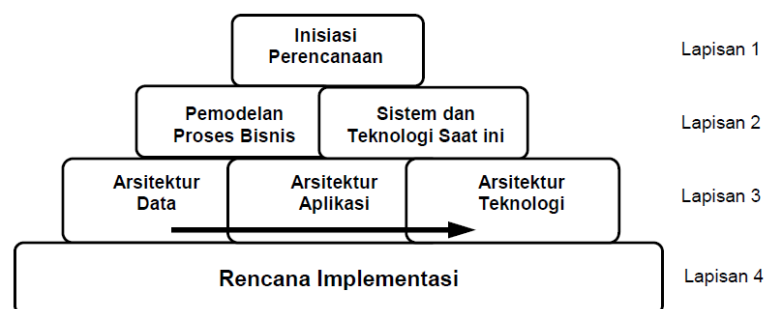 Inisiasi
Perencanaan
Lapisan 1
Pemodelan
Proses Bisnis
Sistem dan
Teknologi Saat ini
Lapisan 2
Arsitektur
Data
Arsitektur
Aplikasi
Arsitektur
Teknologi
Lapisan 3
Rencana Implementasi
Lapisan 4